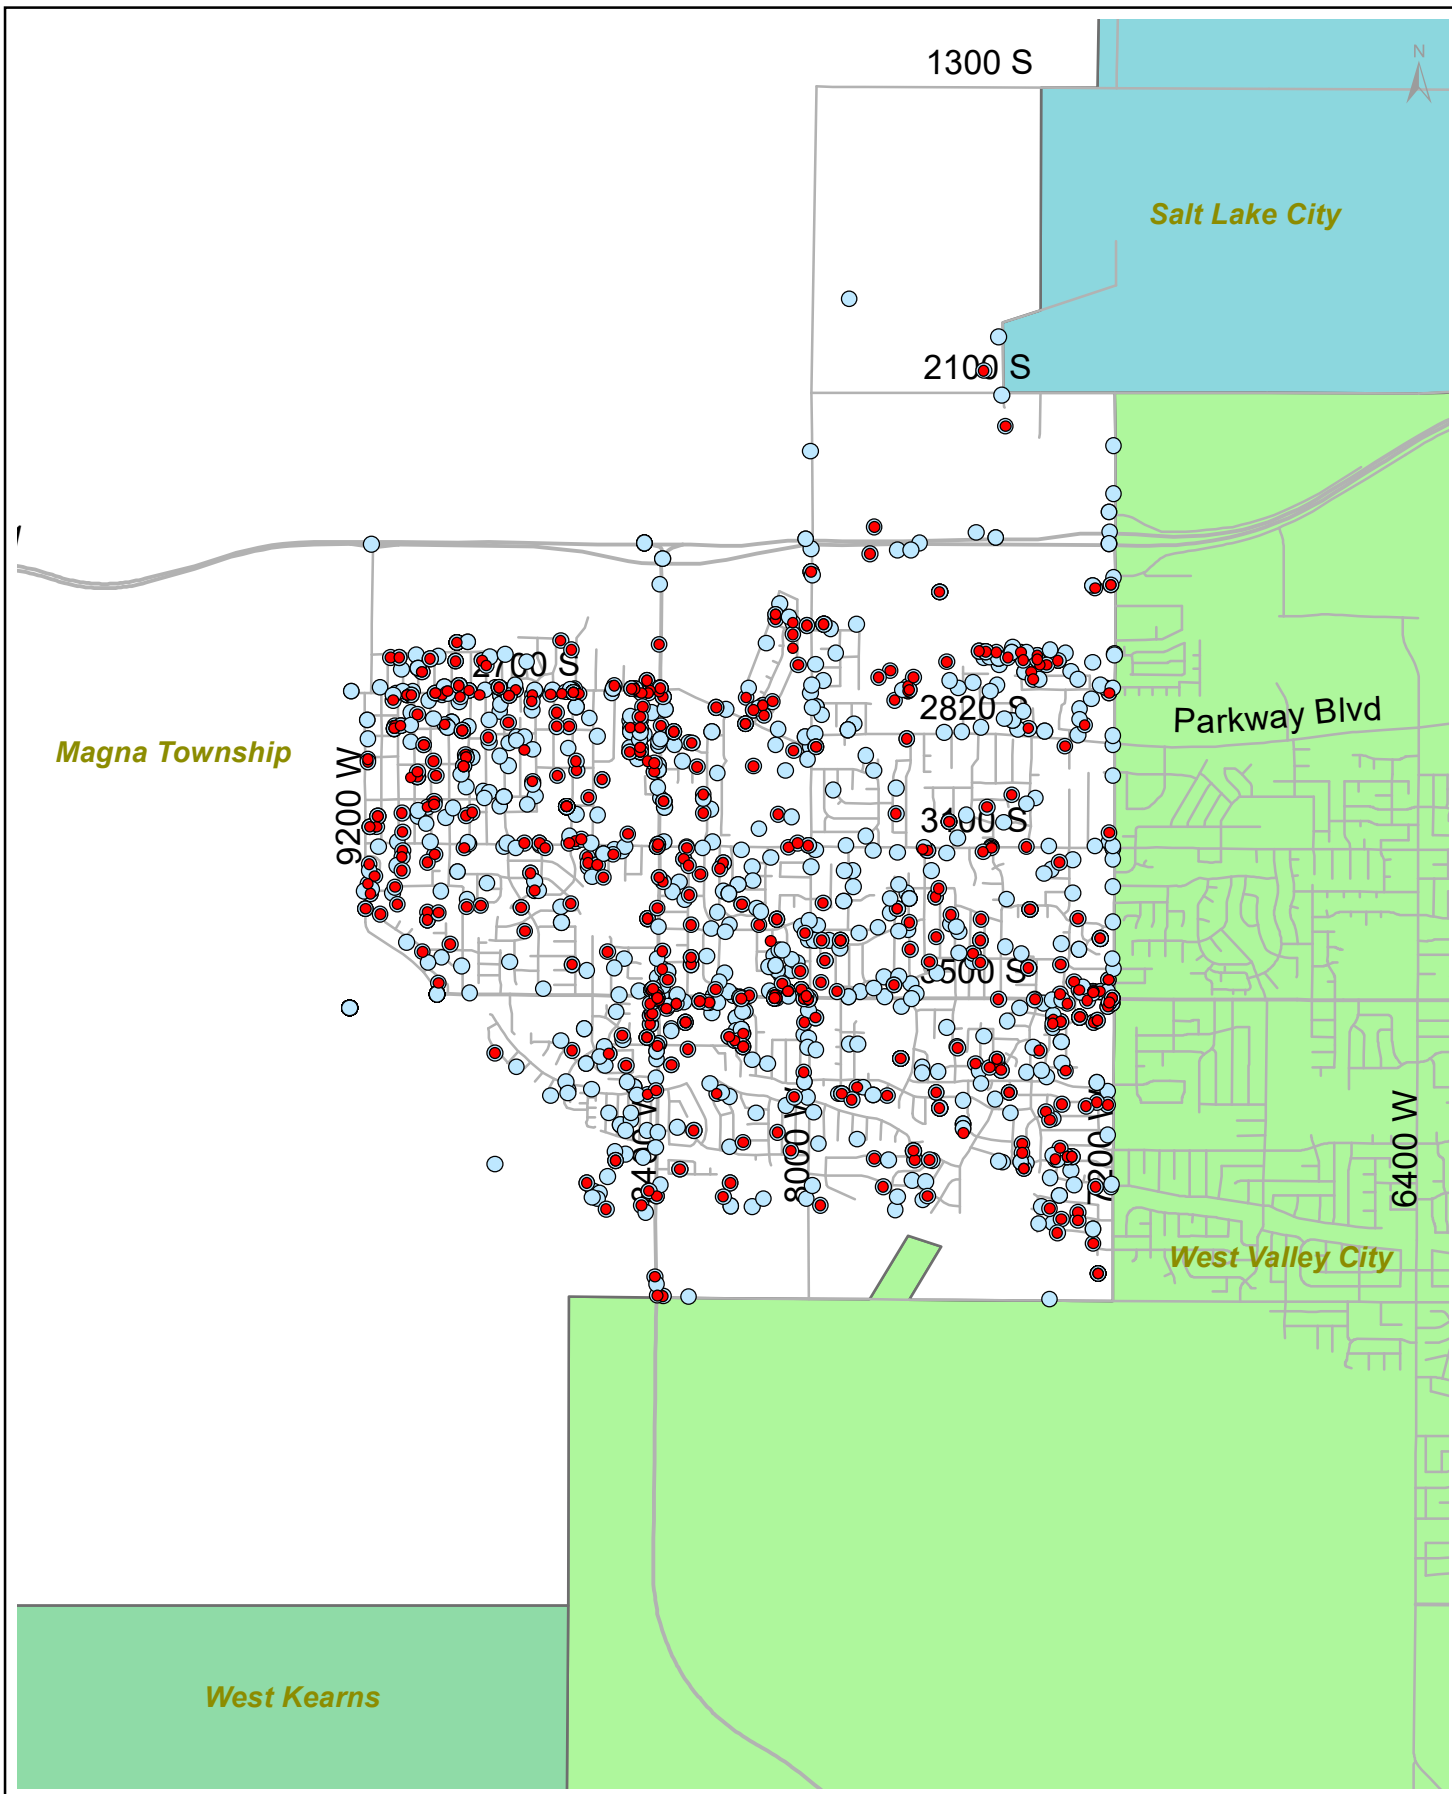 1300 S
N
Salt Lake City
2100 S
2700 S
2820 S
Parkway Blvd
Magna Township
9200 W
3100 S
3500 S
8400 W
8000 W
7200 W
6400 W
West Valley City
West Kearns